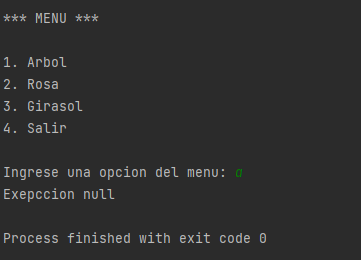 *** MENU ***
1. Arbol
2. Rosa
3. Girasol
4. Salir
Ingrese una opcion del menu: a
Exepccion null
Process finished with exit code 0